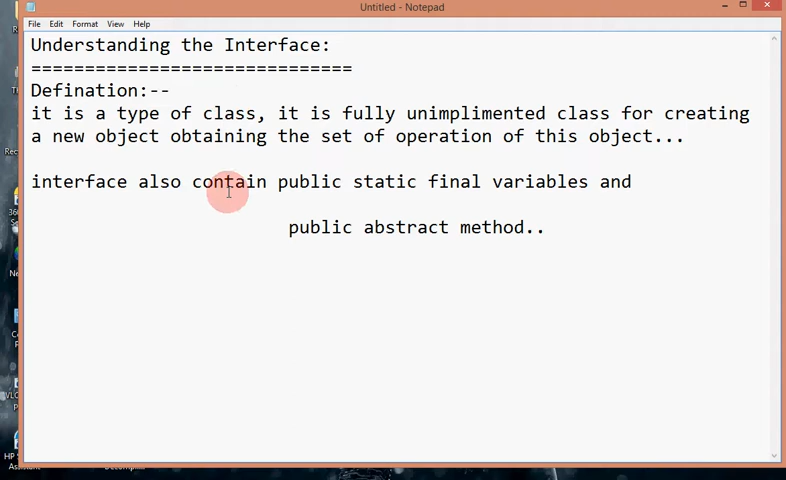 Untitled - Notepad
File Edit Format View Help
Understanding the Interface:
==============================
Defination:--
it is a type of class, it is fully unimplimented class for creating
a new object obtaining the set of operation of this object...
interface also contain public static final variables and
public abstract method..